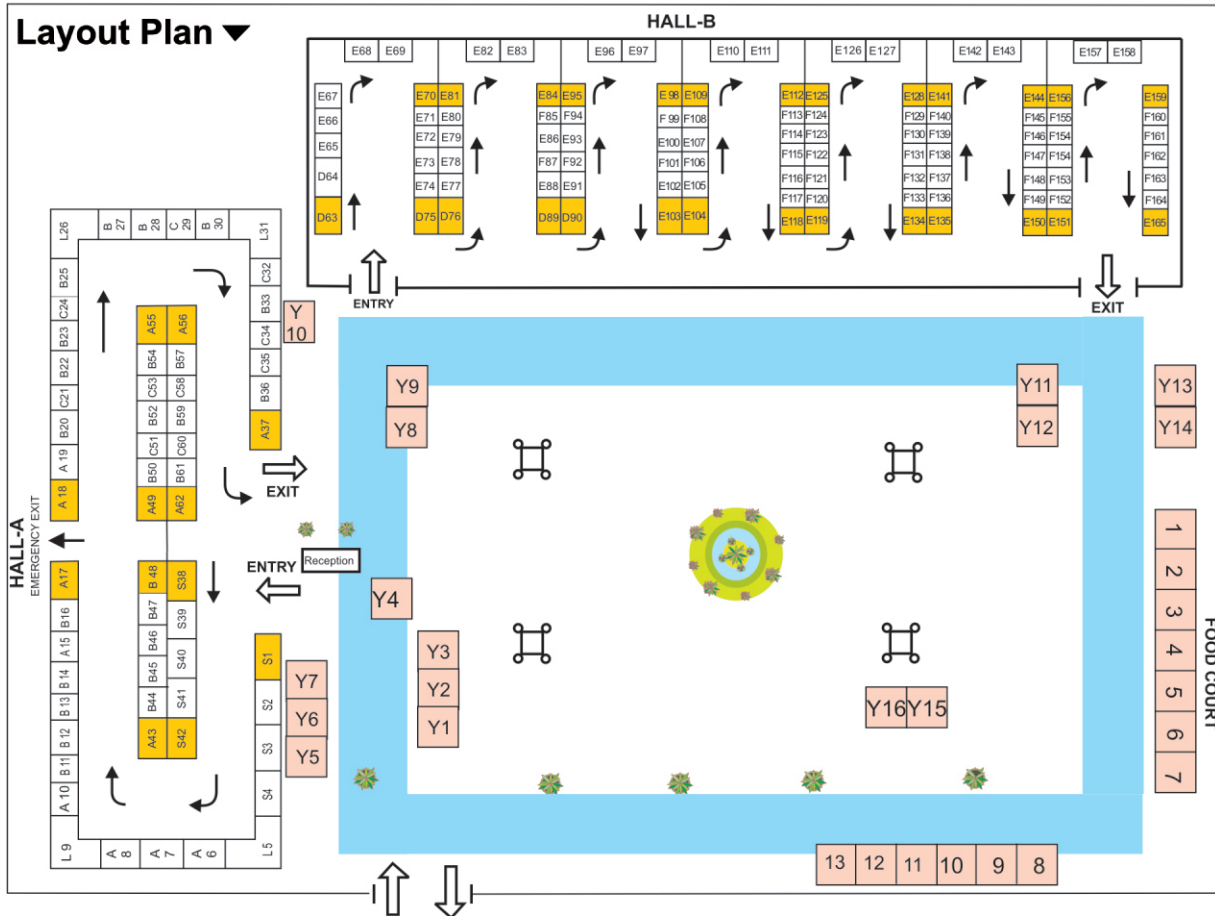 Layout Plan
HALL-B
E68 E69 E82 E83 E96 E97 E110 E111 E126 E127 E142 E143 E157 E158
E67
E66
E65
D64
D63
E70 E81
E71 E80
E72 E79
E73 E78
E74 E77
D75 D76
E84 E95
F85 F94
E86 E93
F87 F92
E88 E91
D89 D90
E 98 E109
F 99 F108
E100 E107
F101 F106
E102 E105
E103 E104
E112 E125
F113 F124
F114 F123
F115 F122
F116 F121
F117 F120
E118 E119
E128 E141
F129 F140
F130 F139
F131 F138
F132 F137
F133 F136
E134 E135
E144 E156
F145 F155
F146 F154
F147 F154
F148 F153
F149 F152
E150 E151
E159
F160
F161
F162
F163
F164
E165
ENTRY
EXIT
HALL-A
EMERGENCY EXIT
L26
B 27
B 28
C 29
B 30
L31
B25
C24
B23
B22
C21
B20
A 19
A 18
A17
B16
A15
B14
B13
B12
B11
A 10
L 9
A 8
A 7
A 6
L5
C32
B33
C34
C35
B36
A37
A55 A56
B54 B57
C53 C58
B52 B59
C51 C60
B50 B61
A49 A62
EXIT
ENTRY
Reception
B 48
B47
B46
B45
B44
A43
S38
S39
S40
S41
S42
S1
S2
S3
S4
Y 10
Y9
Y8
Y4
Y3
Y2
Y1
Y7
Y6
Y5
Y11
Y12
Y13
Y14
Y16 Y15
FOOD COURT
1
2
3
4
5
6
7
13 12 11 10 9 8